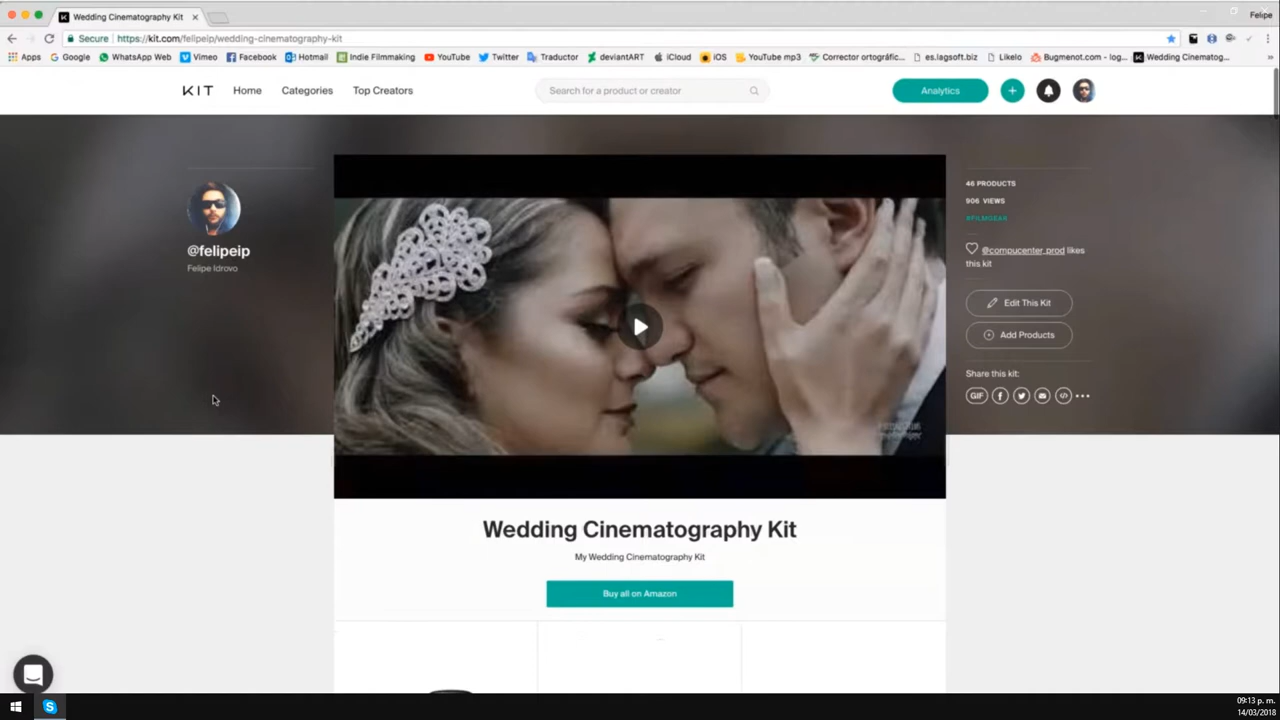 Wedding Cinematography Kit
Felipe
Secure https://kit.com/felipeip/wedding-cinematography-kit
Apps Google WhatsApp Web Vimeo Facebook Hotmail Indie Filmmaking YouTube Twitter Traductor deviantART iCloud iOS YouTube mp3 Corrector ortográfic... es.lagsoft.biz Likelo Bugmenot.com - log... Wedding Cinematog... »
KIT Home Categories Top Creators Search for a product or creator Analytics
46 PRODUCTS
906 VIEWS
#FILMGEAR
@felipeip
Felipe Idrovo
@compucenter_prod likes
this kit
Edit This Kit
Add Products
Share this kit:
GIF
Wedding Cinematography Kit
My Wedding Cinematography Kit
Buy all on Amazon
09:13 p. m.
14/03/2018